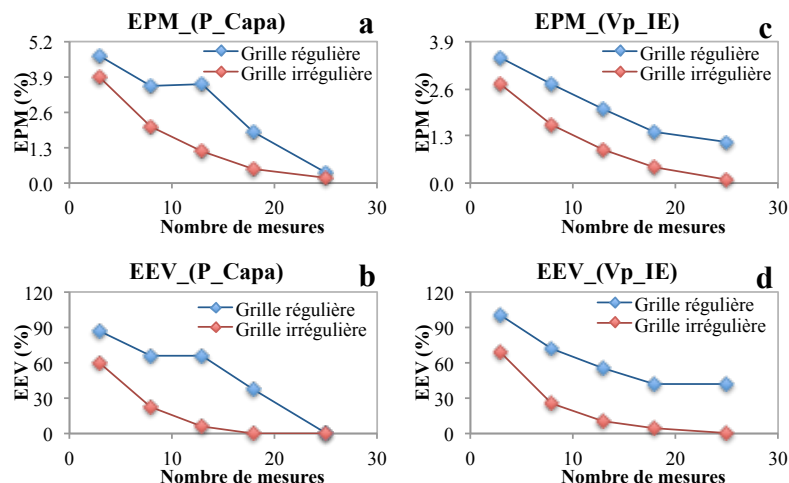 EPM_(P_Capa)
a
5.2
3.9
2.6
1.3
0.0
EPM (%)
Grille régulière
Grille irrégulière
0
10
20
30
Nombre de mesures
EPM_(Vp_IE)
c
3.9
2.6
1.3
0.0
EPM (%)
Grille régulière
Grille irrégulière
0
10
20
30
Nombre de mesures
EEV_(P_Capa)
b
120
90
60
30
0
EEV (%)
Grille régulière
Grille irrégulière
0
10
20
30
Nombre de mesures
EEV_(Vp_IE)
d
120
90
60
30
0
EEV (%)
Grille régulière
Grille irrégulière
0
10
20
30
Nombre de mesures